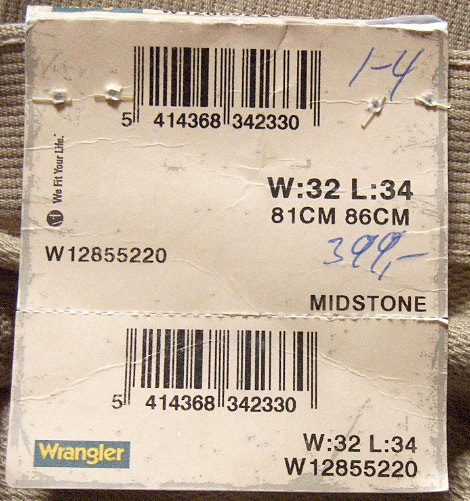 1-4
5 414368 342330
We Fit Your Life.
W:32 L:34
81CM 86CM
W12855220
399,-
MIDSTONE
5 414368 342330
Wrangler
W:32 L:34
W12855220